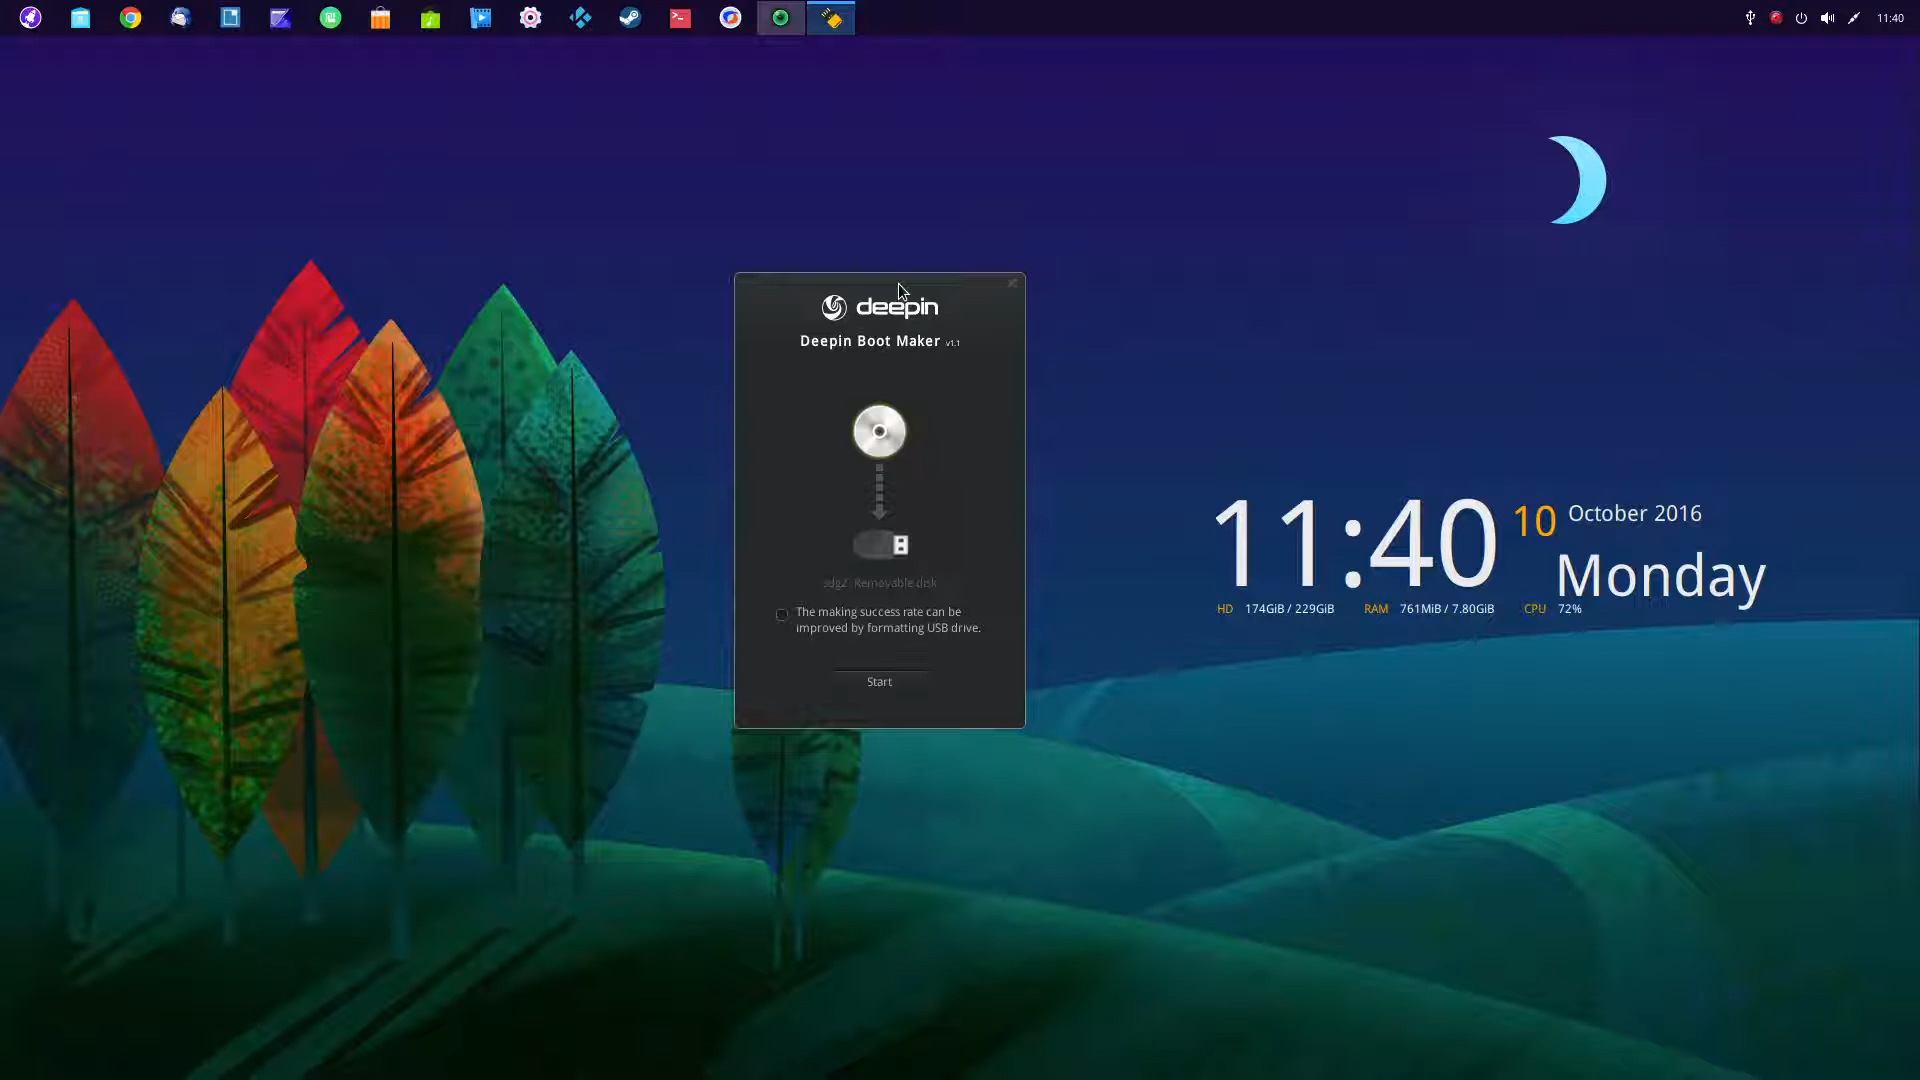 11:40
deepin
Deepin Boot Maker v1.1
sdg2 Removable disk
The making success rate can be
improved by formatting USB drive.
Start
11:40 10 October 2016
Monday
HD 174GiB / 229GiB RAM 761MiB / 7.80GiB CPU 72%